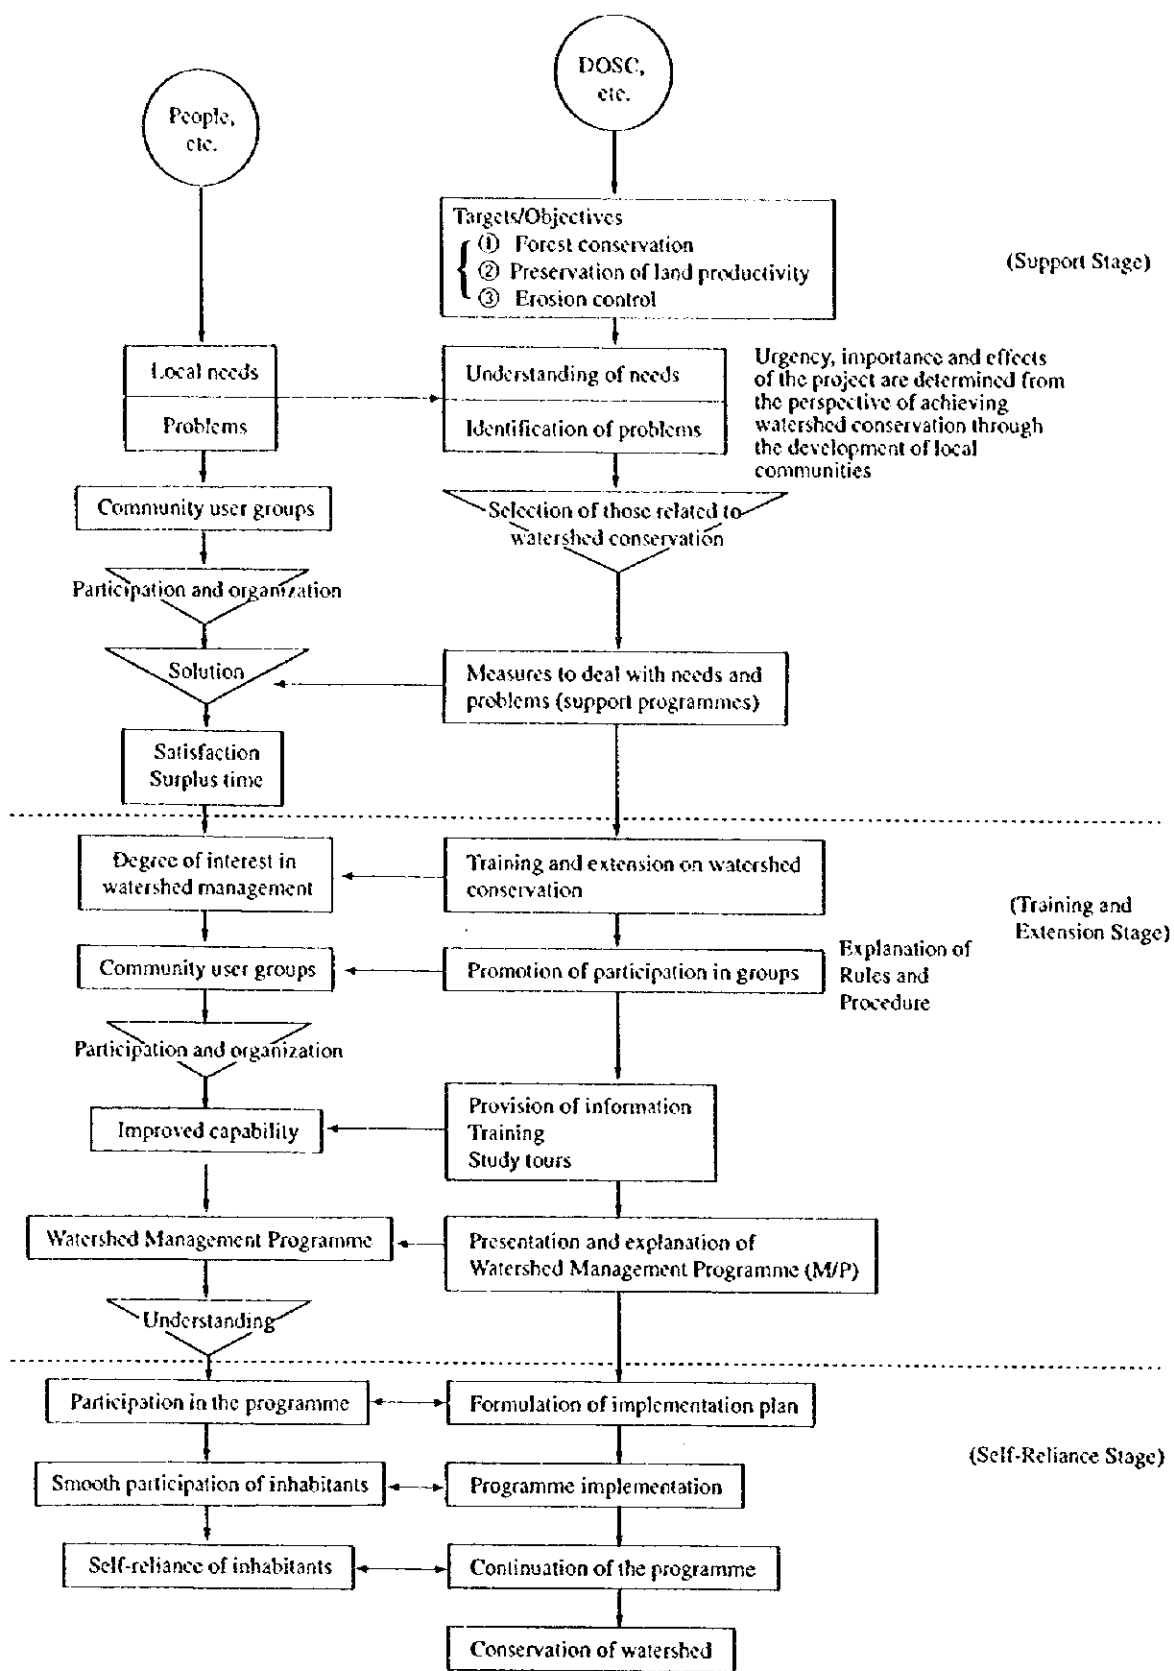 DOSC,
etc.
People,
etc.
Targets/Objectives
① Forest conservation
② Preservation of land productivity
③ Erosion control
(Support Stage)
Local needs
Problems
Understanding of needs
Identification of problems
Urgency, importance and effects
of the project are determined from
the perspective of achieving
watershed conservation through
the development of local
communities
Community user groups
Selection of those related to
watershed conservation
Participation and organization
Solution
Measures to deal with needs and
problems (support programmes)
Satisfaction
Surplus time
Degree of interest in
watershed management
Training and extension on watershed
conservation
(Training and
Extension Stage)
Community user groups
Promotion of participation in groups
Explanation of
Rules and
Procedure
Participation and organization
Improved capability
Provision of information
Training
Study tours
Watershed Management Programme
Presentation and explanation of
Watershed Management Programme (M/P)
Understanding
Participation in the programme
Formulation of implementation plan
(Self-Reliance Stage)
Smooth participation of inhabitants
Programme implementation
Self-reliance of inhabitants
Continuation of the programme
Conservation of watershed